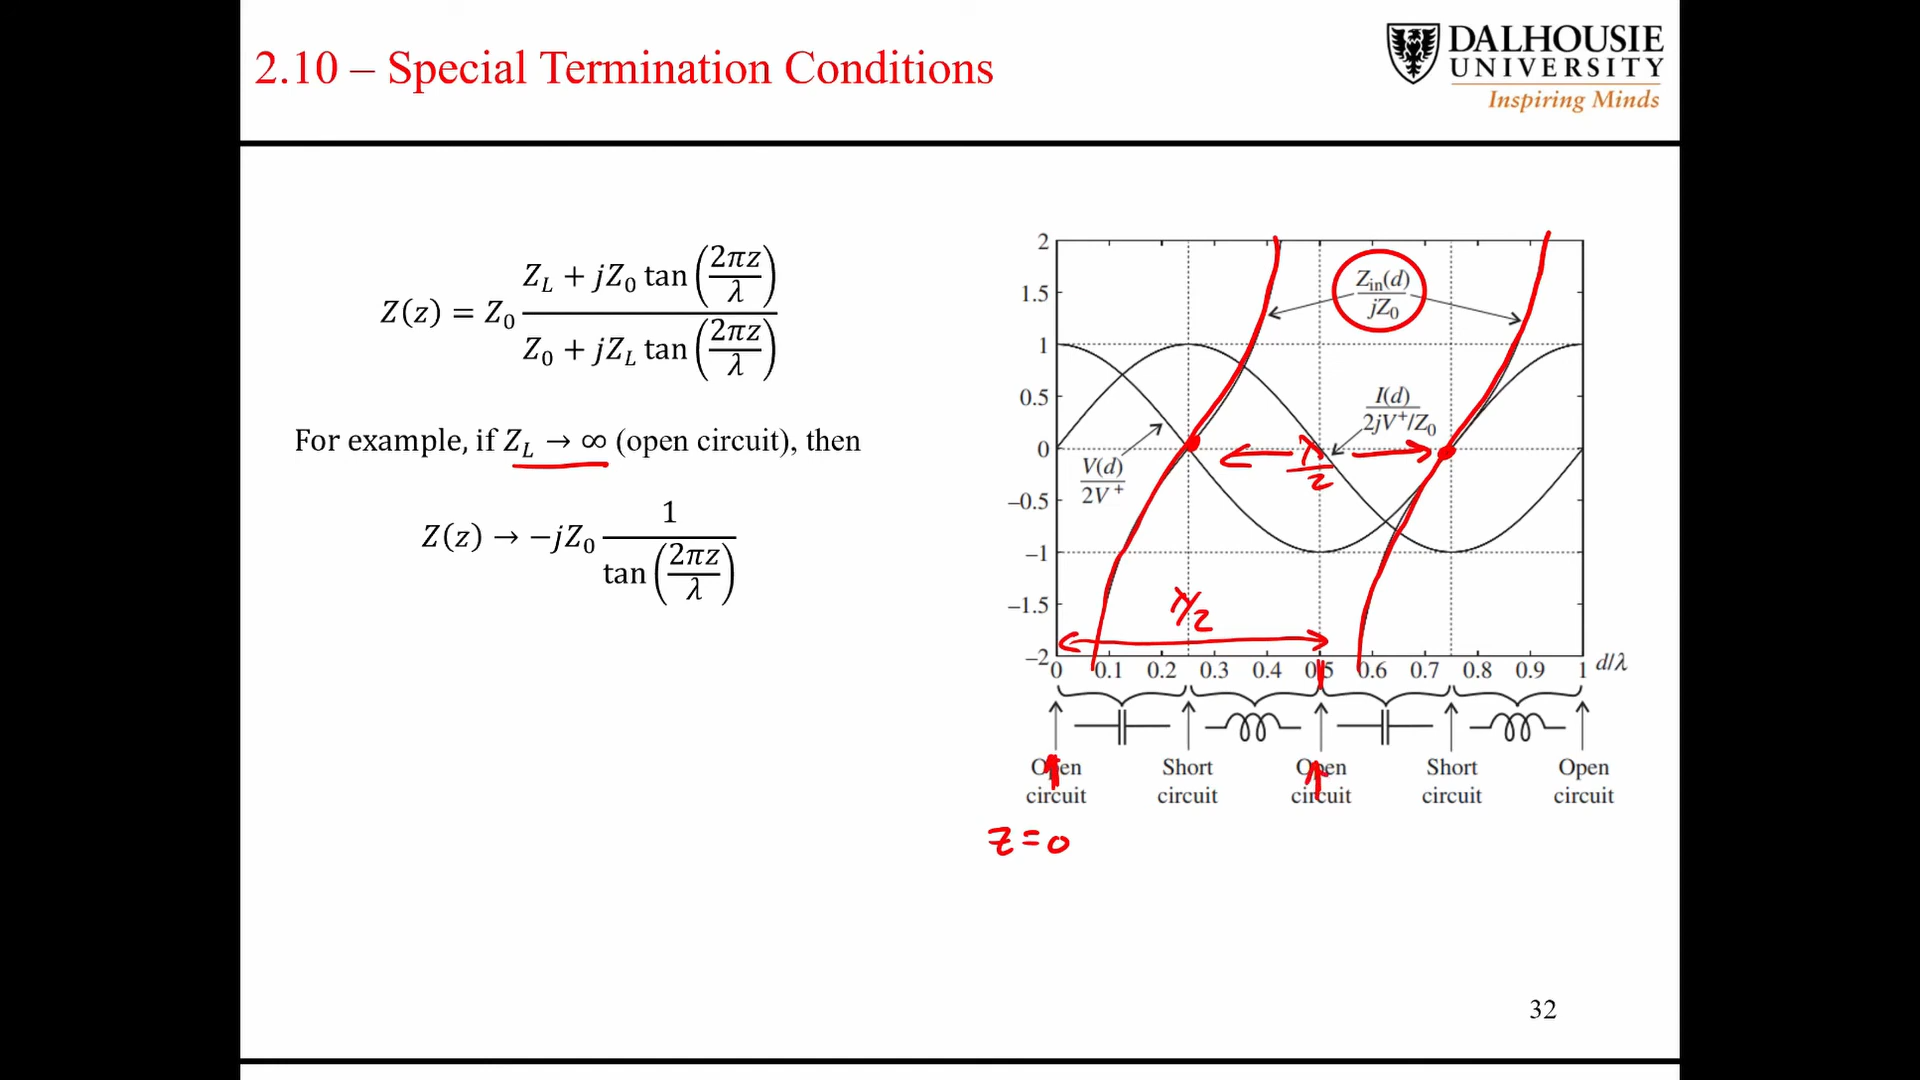 2.10 – Special Termination Conditions
DALHOUSIE
UNIVERSITY
Inspiring Minds
Z(z) = Z₀ (Z_L + jZ₀ tan(2πz/λ)) / (Z₀ + jZ_L tan(2πz/λ))
For example, if Z_L → ∞ (open circuit), then
Z(z) → −jZ₀ 1 / tan(2πz/λ)
2
1.5
1
0.5
0
−0.5
−1
−1.5
−2
Z_in(d)/jZ₀
I(d)/2jV⁺/Z₀
V(d)/2V⁺
λ/2
λ/2
0 0.1 0.2 0.3 0.4 0.5 0.6 0.7 0.8 0.9 1 d/λ
Open circuit
Short circuit
Open circuit
Short circuit
Open circuit
z=0
32